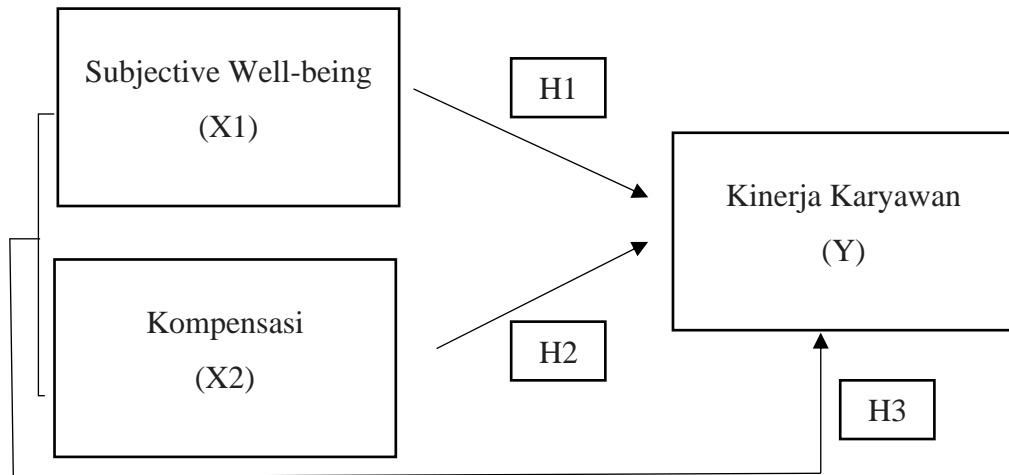 Subjective Well-being
(X1)
H1
Kinerja Karyawan
(Y)
Kompensasi
(X2)
H2
H3